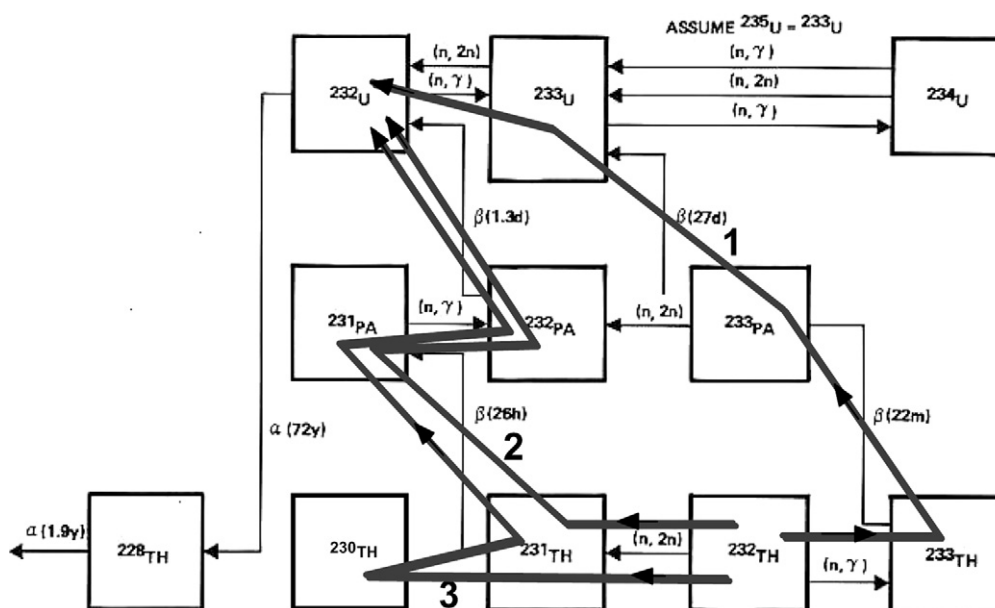 ASSUME ²³⁵U = ²³³U
(n, 2n)
(n, γ)
(n, γ)
(n, 2n)
(n, γ)
²³²U
²³³U
²³⁴U
β(1.3d)
β(27d)
1
(n, γ)
(n, 2n)
²³¹PA
²³²PA
²³³PA
α(72y)
β(26h)
2
β(22m)
α(1.9y)
(n, 2n)
(n, γ)
²²⁸TH
²³⁰TH
²³¹TH
²³²TH
²³³TH
3